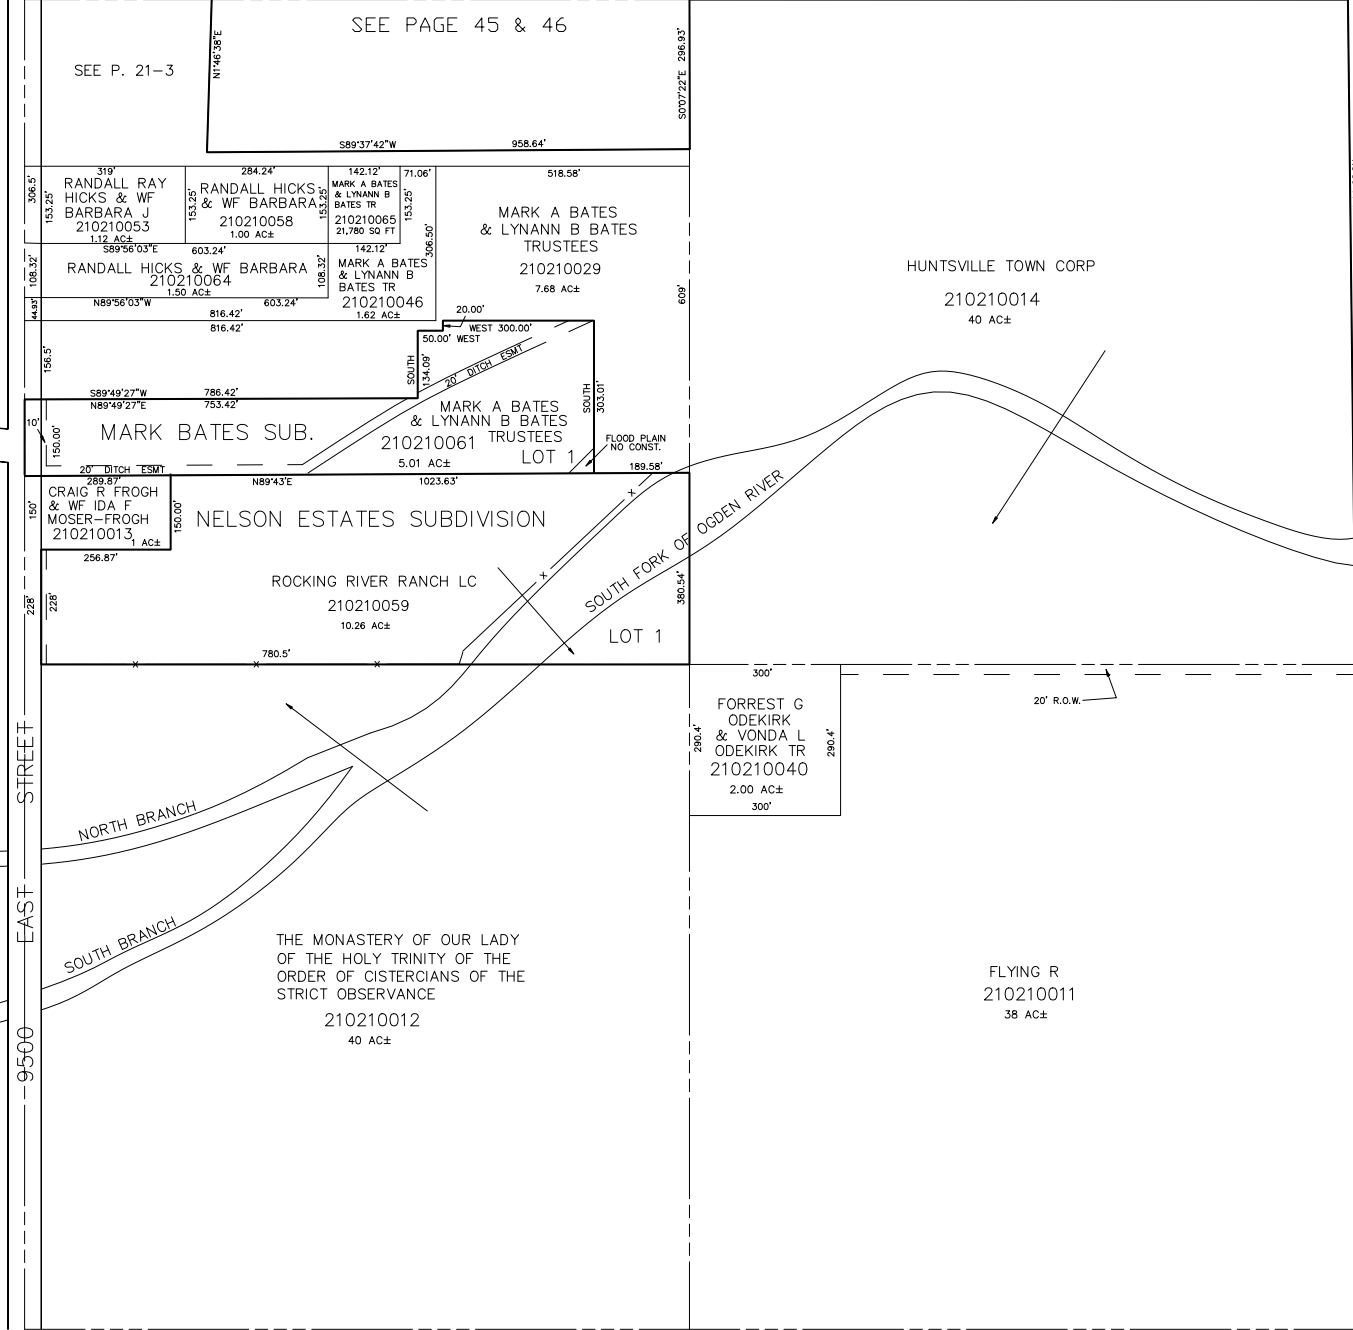 SEE PAGE 45 & 46
SEE P. 21-3
N1°46'38"E
S0°07'22"E 296.93'
S89°37'42"W 958.64'
306.5'
319'
153.25'
RANDALL RAY
HICKS & WF
BARBARA J
210210053
1.12 AC±
284.24'
153.25'
RANDALL HICKS
& WF BARBARA
210210058
1.00 AC±
153.25'
142.12'
MARK A BATES
& LYNANN B
BATES TR
210210065
21,780 SQ FT
71.06'
153.25'
306.50'
518.58'
MARK A BATES
& LYNANN B BATES
TRUSTEES
210210029
7.68 AC±
609'
S89°56'03"E 603.24'
108.32'
RANDALL HICKS & WF BARBARA
210210064
1.50 AC±
108.32'
142.12'
MARK A BATES
& LYNANN B
BATES TR
210210046
1.62 AC±
44.93'
N89°56'03"W 603.24'
816.42'
816.42'
156.5'
20.00'
WEST 300.00'
50.00' WEST
SOUTH
134.09'
20' DITCH ESMT
SOUTH
303.01'
S89°49'27"W 786.42'
N89°49'27"E 753.42'
10'
150.00'
MARK BATES SUB.
MARK A BATES
& LYNANN B BATES
TRUSTEES
210210061
5.01 AC±
LOT 1
FLOOD PLAIN
NO CONST.
189.58'
20' DITCH ESMT
289.87'
N89°43'E 1023.63'
150'
CRAIG R FROGH
& WF IDA F
MOSER-FROGH
210210013
1 AC±
150.00'
256.87'
NELSON ESTATES SUBDIVISION
ROCKING RIVER RANCH LC
210210059
10.26 AC±
228'
228'
x
x
SOUTH FORK OF OGDEN RIVER
380.54'
LOT 1
780.5'
x
x
x
HUNTSVILLE TOWN CORP
210210014
40 AC±
300'
290.4'
FORREST G
ODEKIRK
& VONDA L
ODEKIRK TR
210210040
2.00 AC±
290.4'
300'
20' R.O.W.
NORTH BRANCH
SOUTH BRANCH
9500 EAST STREET
THE MONASTERY OF OUR LADY
OF THE HOLY TRINITY OF THE
ORDER OF CISTERCIANS OF THE
STRICT OBSERVANCE
210210012
40 AC±
FLYING R
210210011
38 AC±